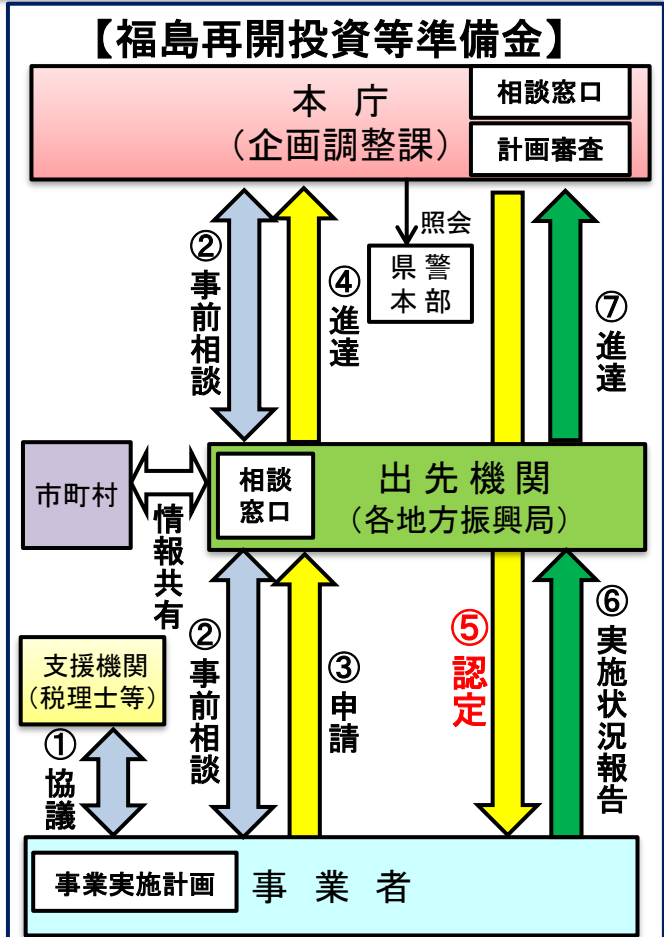 【福島再開投資等準備金】
本庁
（企画調整課）
相談窓口
計画審査
照会
県警
本部
②事前相談
④進達
⑦進達
市町村
情報共有
相談
窓口
出先機関
（各地方振興局）
支援機関
（税理士等）
①協議
②事前相談
③申請
⑤認定
⑥実施状況報告
事業実施計画
事業者